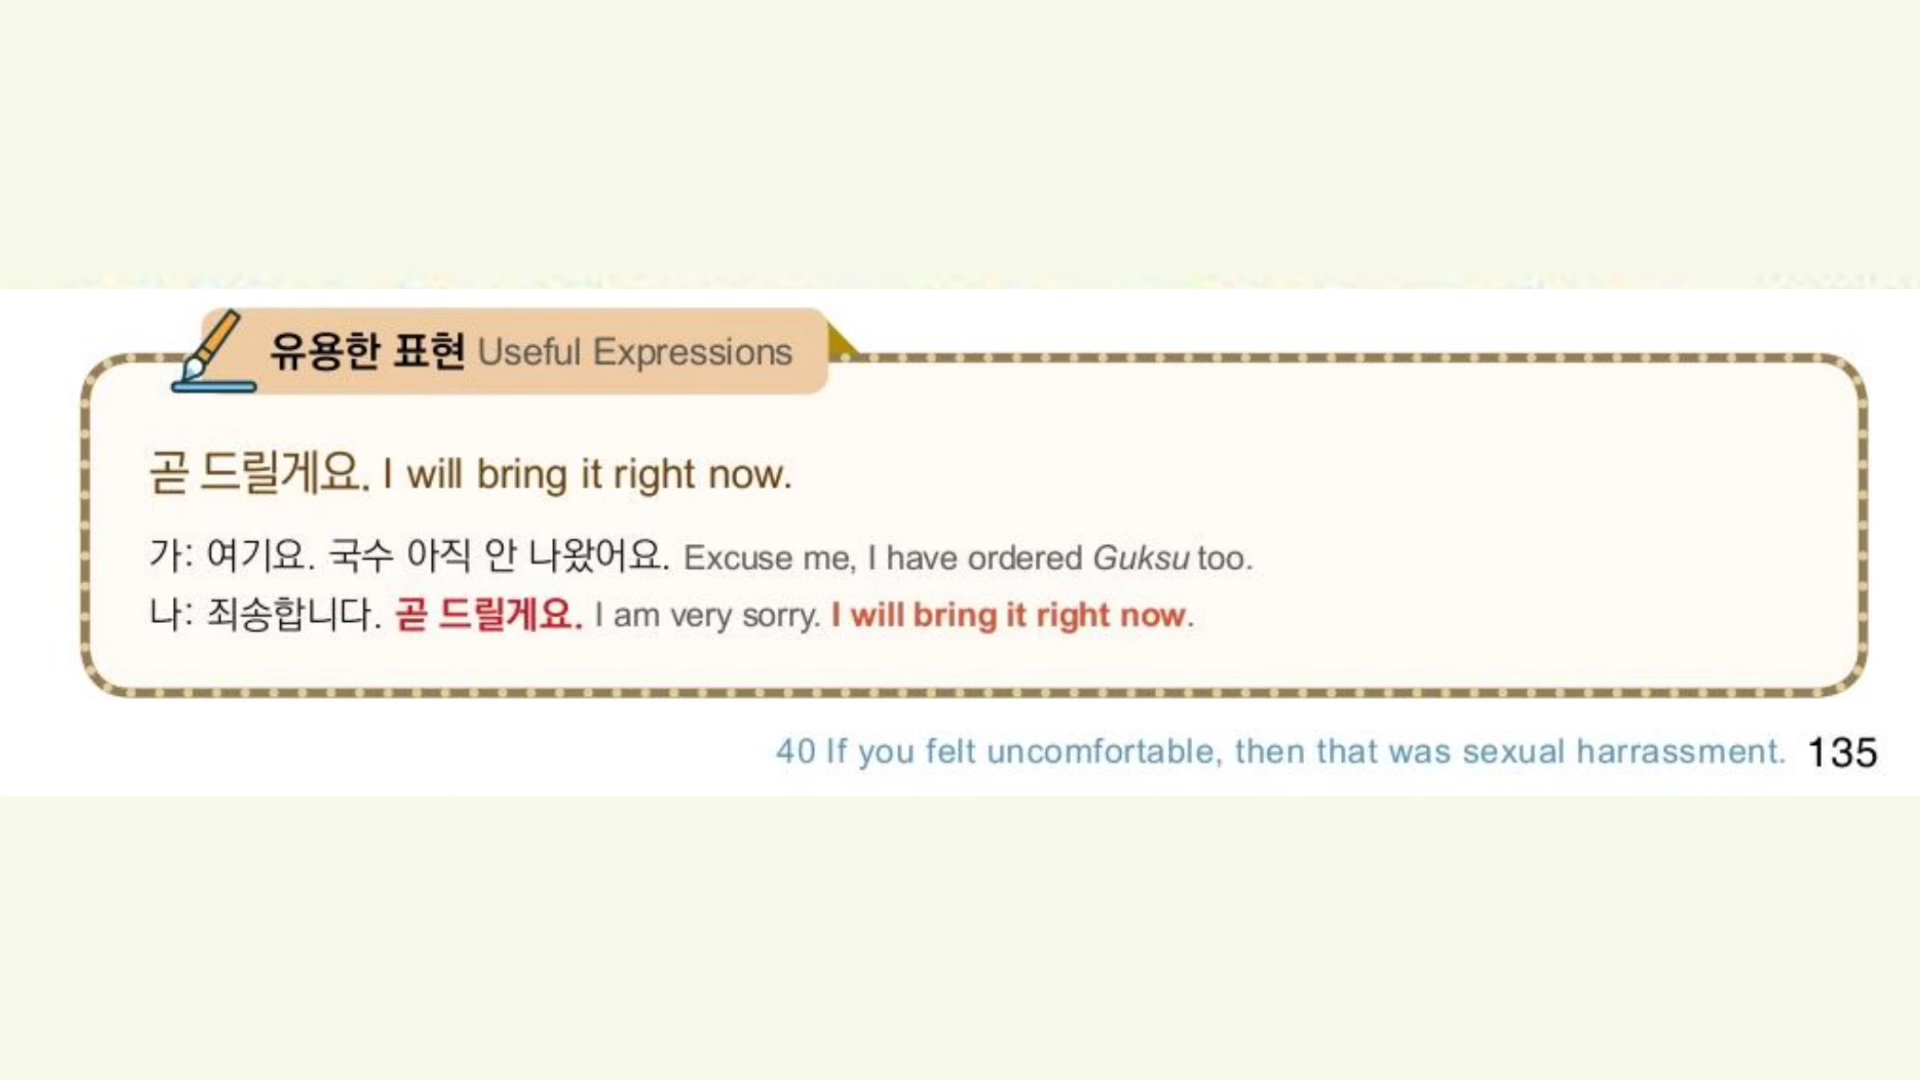 유용한 표현 Useful Expressions
곧 드릴게요. I will bring it right now.
가: 여기요. 국수 아직 안 나왔어요. Excuse me, I have ordered Guksu too.
나: 죄송합니다. 곧 드릴게요. I am very sorry. I will bring it right now.
40 If you felt uncomfortable, then that was sexual harrassment. 135